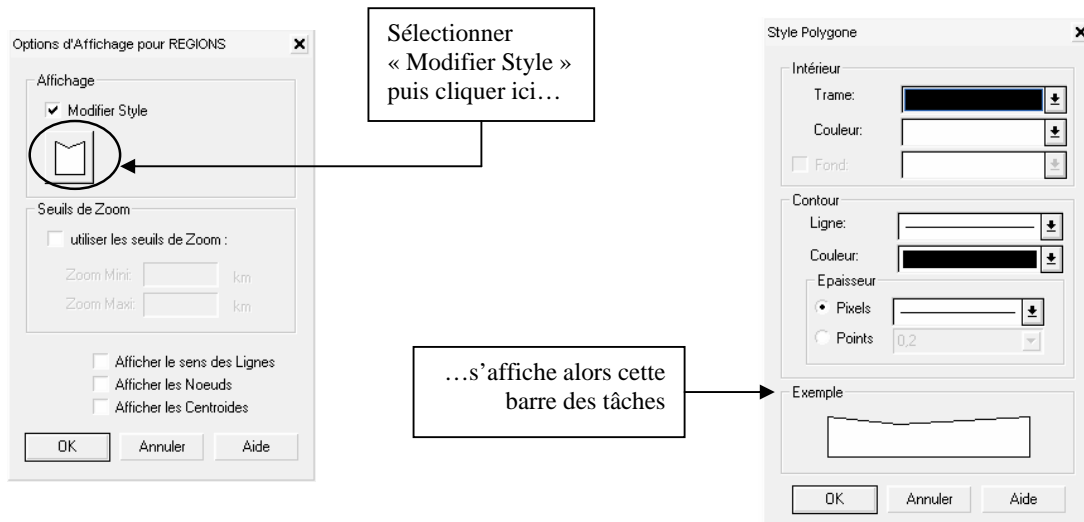 Options d'Affichage pour REGIONS
Affichage
Modifier Style
Seuils de Zoom
utiliser les seuils de Zoom :
Zoom Mini:
km
Zoom Maxi:
km
Afficher le sens des Lignes
Afficher les Noeuds
Afficher les Centroides
OK
Annuler
Aide
Sélectionner
« Modifier Style »
puis cliquer ici…
…s’affiche alors cette
barre des tâches
Style Polygone
Intérieur
Trame:
Couleur:
Fond:
Contour
Ligne:
Couleur:
Epaisseur
Pixels
Points
0,2
Exemple
OK
Annuler
Aide